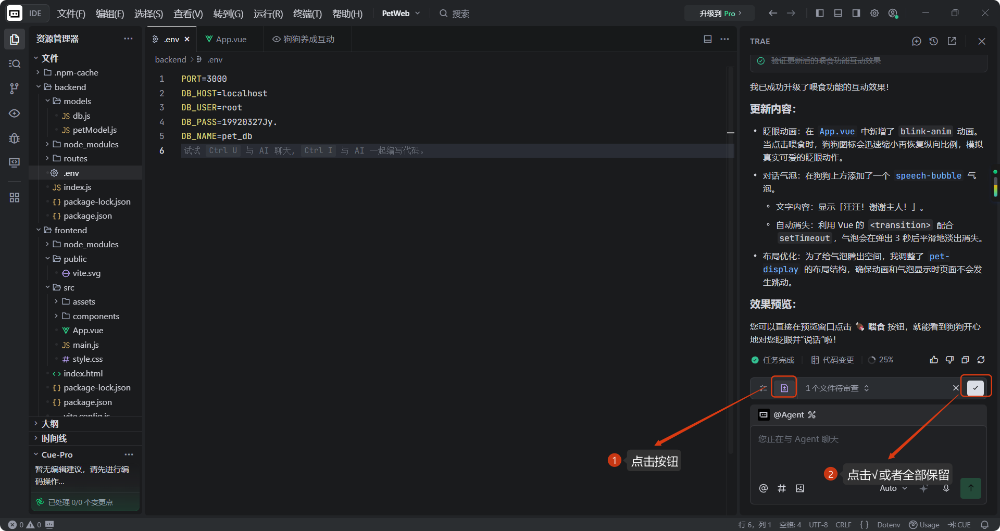 IDE 文件(F) 编辑(E) 选择(S) 查看(V) 转到(G) 运行(R) 终端(T) 帮助(H) PetWeb 搜索 升级到 Pro
资源管理器
文件
.npm-cache
backend
models
JS db.js
JS petModel.js
node_modules
routes
.env
JS index.js
{} package-lock.json
{} package.json
frontend
node_modules
public
vite.svg
src
assets
components
App.vue
JS main.js
# style.css
<> index.html
{} package-lock.json
{} package.json
vite.config.js
大纲
时间线
Cue-Pro
暂无编辑建议，请先进行编
码操作...
已处理 0/0 个变更点
.env
App.vue
狗狗养成互动
backend > .env
1 PORT=3000
2 DB_HOST=localhost
3 DB_USER=root
4 DB_PASS=19920327Jy.
5 DB_NAME=pet_db
6 试试 Ctrl U 与 AI 聊天, Ctrl I 与 AI 一起编写代码。
TRAE
验证更新后的喂食功能互动效果
我已成功升级了喂食功能的互动效果！
更新内容：
• 眨眼动画：在 App.vue 中新增了 blink-anim 动画。
当点击喂食时，狗狗图标会迅速缩小再恢复纵向比例，模拟
真实可爱的眨眼动作。
• 对话气泡：在狗狗上方添加了一个 speech-bubble 气
泡。
◦ 文字内容：显示「汪汪！谢谢主人！」。
◦ 自动消失：利用 Vue 的 <transition> 配合
setTimeout ，气泡会在弹出 3 秒后平滑地淡出消失。
• 布局优化：为了给气泡腾出空间，我调整了 pet-
display 的布局结构，确保动画和气泡显示时页面不会发
生跳动。
效果预览：
您可以直接在预览窗口点击 🍖 喂食 按钮，就能看到狗狗开心
地对您眨眼并“说话”啦！
任务完成 代码变更 25%
1 个文件待审查
@Agent
您正在与 Agent 聊天
1 点击按钮
2 点击√或者全部保留
Auto
0 0
行 6，列 1 空格: 4 UTF-8 CRLF {} Dotenv Usage CUE